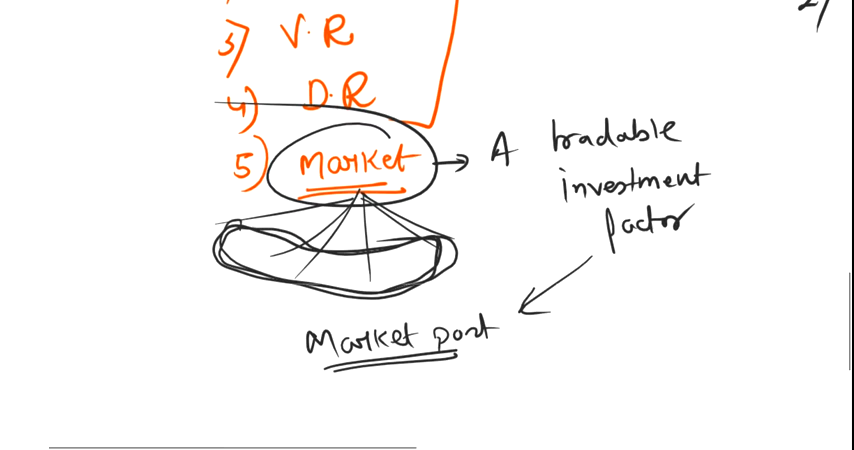 3) V.R
4) D.R
5) Market → A tradable
investment
factor
Market port